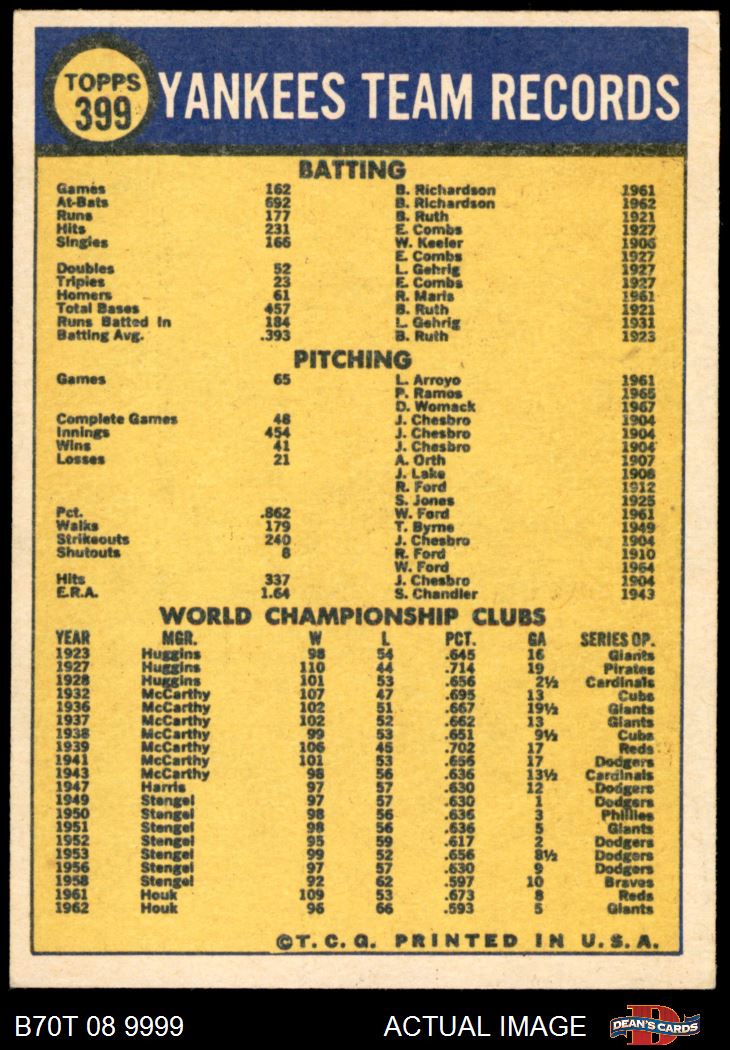 TOPPS
399
YANKEES TEAM RECORDS
BATTING
Games 162 B. Richardson 1961
At-Bats 692 B. Richardson 1962
Runs 177 B. Ruth 1921
Hits 231 E. Combs 1927
Singles 166 W. Keeler 1906
E. Combs 1927
Doubles 52 L. Gehrig 1927
Triples 23 E. Combs 1927
Homers 61 R. Maris 1961
Total Bases 457 B. Ruth 1921
Runs Batted In 184 L. Gehrig 1931
Batting Avg. .393 B. Ruth 1923
PITCHING
Games 65 L. Arroyo 1961
P. Ramos 1965
D. Womack 1967
Complete Games 48 J. Chesbro 1904
Innings 454 J. Chesbro 1904
Wins 41 J. Chesbro 1904
Losses 21 A. Orth 1907
J. Lake 1908
R. Ford 1912
S. Jones 1925
Pct. .862 W. Ford 1961
Walks 179 T. Byrne 1949
Strikeouts 240 J. Chesbro 1904
Shutouts 8 R. Ford 1910
W. Ford 1964
Hits 337 J. Chesbro 1904
E.R.A. 1.64 S. Chandler 1943
WORLD CHAMPIONSHIP CLUBS
YEAR MGR. W L PCT. GA SERIES OP.
1923 Huggins 98 54 .645 16 Giants
1927 Huggins 110 44 .714 19 Pirates
1928 Huggins 101 53 .656 2½ Cardinals
1932 McCarthy 107 47 .695 13 Cubs
1936 McCarthy 102 51 .667 19½ Giants
1937 McCarthy 102 52 .662 13 Giants
1938 McCarthy 99 53 .651 9½ Cubs
1939 McCarthy 106 45 .702 17 Reds
1941 McCarthy 101 53 .656 17 Dodgers
1943 McCarthy 98 56 .636 13½ Cardinals
1947 Harris 97 57 .630 12 Dodgers
1949 Stengel 97 57 .630 1 Dodgers
1950 Stengel 98 56 .636 3 Phillies
1951 Stengel 98 56 .636 5 Giants
1952 Stengel 95 59 .617 2 Dodgers
1953 Stengel 99 52 .656 8½ Dodgers
1956 Stengel 97 57 .630 9 Dodgers
1958 Stengel 92 62 .597 10 Braves
1961 Houk 109 53 .673 8 Reds
1962 Houk 96 66 .593 5 Giants
©T. C. G. PRINTED IN U. S. A.
B70T 08 9999 ACTUAL IMAGE DEAN'S CARDS